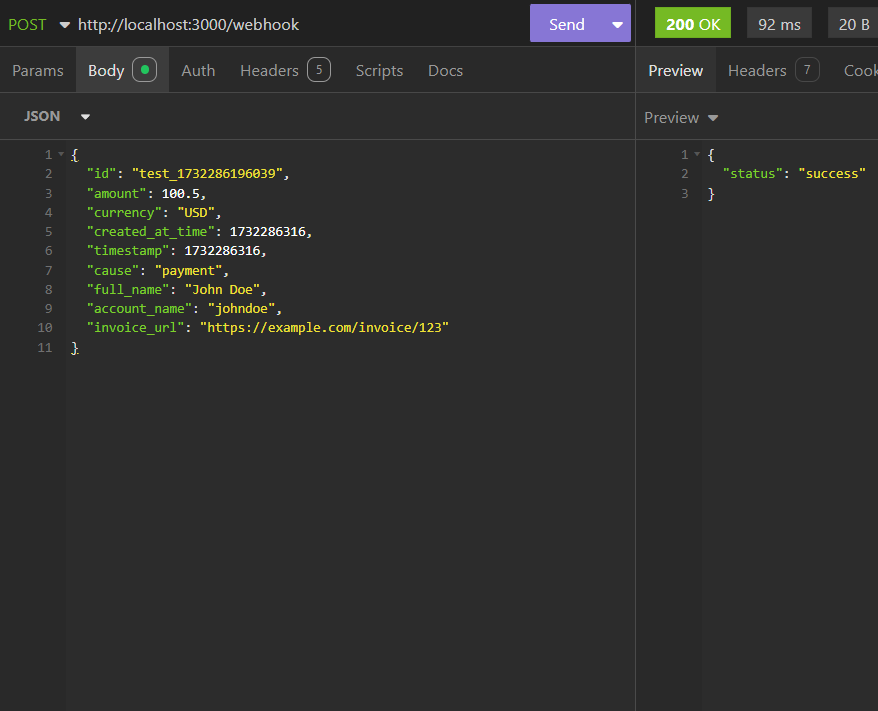 POST http://localhost:3000/webhook Send 200 OK 92 ms 20 B
Params Body Auth Headers 5 Scripts Docs Preview Headers 7 Cook
JSON Preview
1 {
2 "id": "test_1732286196039",
3 "amount": 100.5,
4 "currency": "USD",
5 "created_at_time": 1732286316,
6 "timestamp": 1732286316,
7 "cause": "payment",
8 "full_name": "John Doe",
9 "account_name": "johndoe",
10 "invoice_url": "https://example.com/invoice/123"
11 }
1 {
2 "status": "success"
3 }